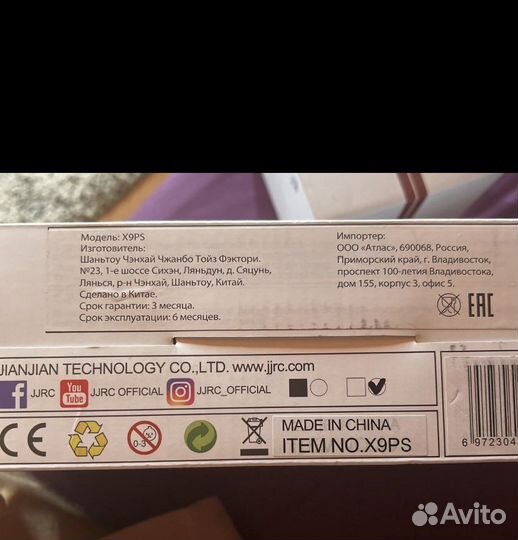 Модель: X9PS
Изготовитель:
Шаньтоу Чэнхай Чжанбо Тойз Фэктори.
№23, 1-е шоссе Сихэн, Ляньдун, д. Сяцунь,
Лянься, р-н Чэнхай, Шаньтоу, Китай.
Сделано в Китае.
Срок гарантии: 3 месяца.
Срок эксплуатации: 6 месяцев.
Импортер:
ООО «Атлас», 690068, Россия,
Приморский край, г. Владивосток,
проспект 100-летия Владивостока,
дом 155, корпус 3, офис 5.
EAC
JIANJIAN TECHNOLOGY CO.,LTD. www.jjrc.com
JJRC You Tube JJRC OFFICIAL JJRC_OFFICIAL
CE 0-3 MADE IN CHINA
ITEM NO.X9PS
6 972304
Avito